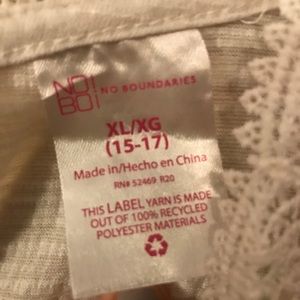 NO!
BO!
NO BOUNDARIES
XL/XG
(15-17)
Made in/Hecho en China
RN# 52469 R20
THIS LABEL YARN IS MADE
OUT OF 100% RECYCLED
POLYESTER MATERIALS